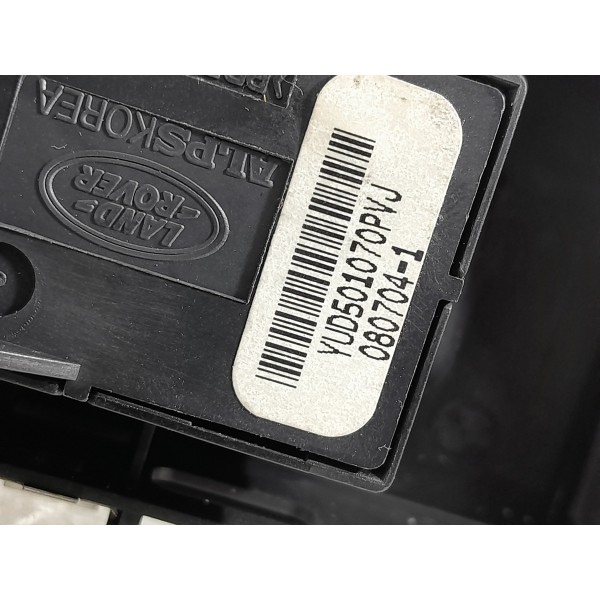 ALPSKOREA
LAND
ROVER
YUD501070PVJ
080704-1